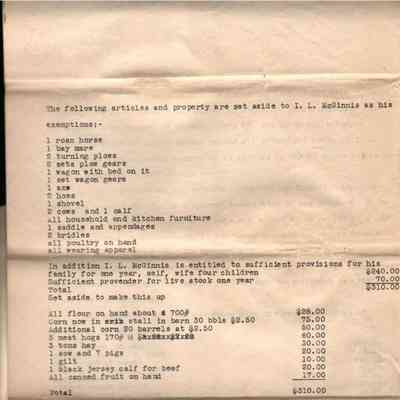 The following articles and property are set aside to I. L. McGinnis as his
exemptions:-
1 roan horse
1 bay mare
2 turning plows
2 sets plow gears
1 wagon with bed on it
1 set wagon gears
1 axe
2 hoes
1 shovel
2 cows and 1 calf
All household and kitchen furniture
1 saddle and appendages
2 bridles
all poultry on hand
all wearing apparel
In addition I. L. McGinnis is entitled to sufficient provisions for his
family for one year, self, wife four children $240.00
Sufficient provender for live stock one year 70.00
Total $310.00
Set aside to make this up
All flour on hand about 700# $28.00
Corn now in stall in barn 30 bbls $2.50 75.00
Additional corn 20 barrels at $2.50 50.00
5 meat hogs 170# 60.00
3 tons hay 30.00
1 sow and 7 pigs 20.00
1 gilt 10.00
1 black jersey calf for beef 20.00
All canned fruit on hand 17.00
Total $310.00